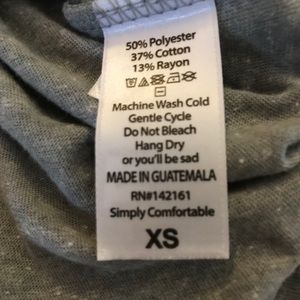 50% Polyester
37% Cotton
13% Rayon
Machine Wash Cold
Gentle Cycle
Do Not Bleach
Hang Dry
or you'll be sad
MADE IN GUATEMALA
RN#142161
Simply Comfortable
XS